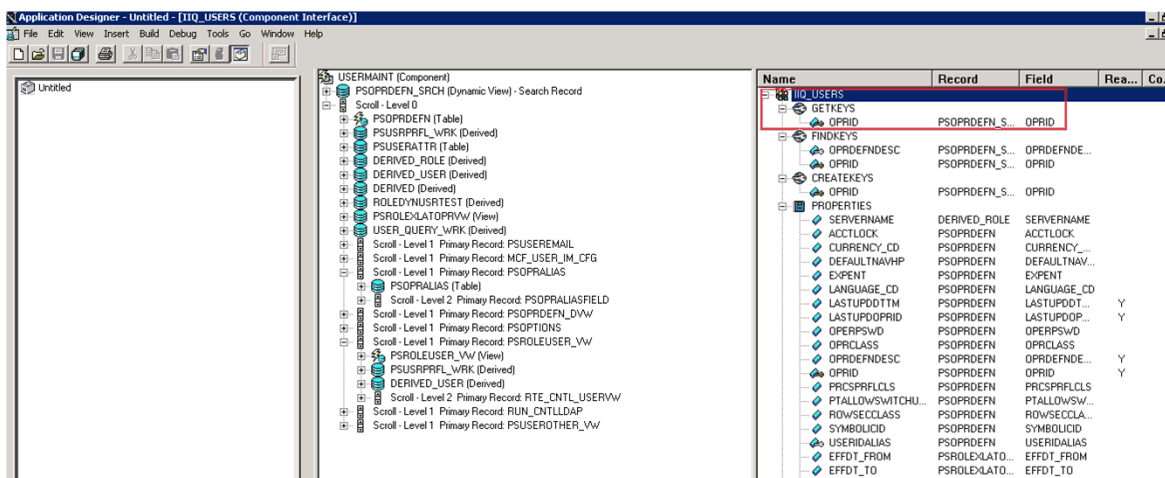 Application Designer - Untitled - [IIQ_USERS (Component Interface)]
File Edit View Insert Build Debug Tools Go Window Help
Untitled
USERMAINT (Component)
PSOPRDEFN_SRCH (Dynamic View) - Search Record
Scroll - Level 0
PSOPRDEFN (Table)
PSUSRPRFL_WRK (Derived)
PSUSERATTR (Table)
DERIVED_ROLE (Derived)
DERIVED_USER (Derived)
DERIVED (Derived)
ROLEDYNUSRTEST (Derived)
PSROLEXLATOPRVW (View)
USER_QUERY_WRK (Derived)
Scroll - Level 1 Primary Record: PSUSEREMAIL
Scroll - Level 1 Primary Record: MCF_USER_IM_CFG
Scroll - Level 1 Primary Record: PSOPRALIAS
PSOPRALIAS (Table)
Scroll - Level 2 Primary Record: PSOPRALIASFIELD
Scroll - Level 1 Primary Record: PSOPRDEFN_DVW
Scroll - Level 1 Primary Record: PSOPTIONS
Scroll - Level 1 Primary Record: PSROLEUSER_VW
PSROLEUSER_VW (View)
PSUSRPRFL_WRK (Derived)
DERIVED_USER (Derived)
Scroll - Level 2 Primary Record: RTE_CNTL_USERVW
Scroll - Level 1 Primary Record: RUN_CNTLLDAP
Scroll - Level 1 Primary Record: PSUSEROTHER_VW
Name Record Field Rea... Co.
IIQ_USERS
GETKEYS
OPRID PSOPRDEFN_S... OPRID
FINDKEYS
OPRDEFNDESC PSOPRDEFN_S... OPRDEFNDE...
OPRID PSOPRDEFN_S... OPRID
CREATEKEYS
OPRID PSOPRDEFN_S... OPRID
PROPERTIES
SERVERNAME DERIVED_ROLE SERVERNAME
ACCTLOCK PSOPRDEFN ACCTLOCK
CURRENCY_CD PSOPRDEFN CURRENCY_...
DEFAULTNAVHP PSOPRDEFN DEFAULTNAV...
EXPENT PSOPRDEFN EXPENT
LANGUAGE_CD PSOPRDEFN LANGUAGE_CD
LASTUPDDTTM PSOPRDEFN LASTUPDDT... Y
LASTUPDOPRID PSOPRDEFN LASTUPDOP... Y
OPERPSWD PSOPRDEFN OPERPSWD
OPRCLASS PSOPRDEFN OPRCLASS
OPRDEFNDESC PSOPRDEFN OPRDEFNDE... Y
OPRID PSOPRDEFN OPRID Y
PRCSPRFLCLS PSOPRDEFN PRCSPRFLCLS
PTALLOWSWITCHU... PSOPRDEFN PTALLOWSW...
ROWSECCLASS PSOPRDEFN ROWSECCLA...
SYMBOLICID PSOPRDEFN SYMBOLICID
USERIDALIAS PSOPRDEFN USERIDALIAS
EFFDT_FROM PSROLEXLATO... EFFDT_FROM
EFFDT_TO PSROLEXLATO... EFFDT_TO